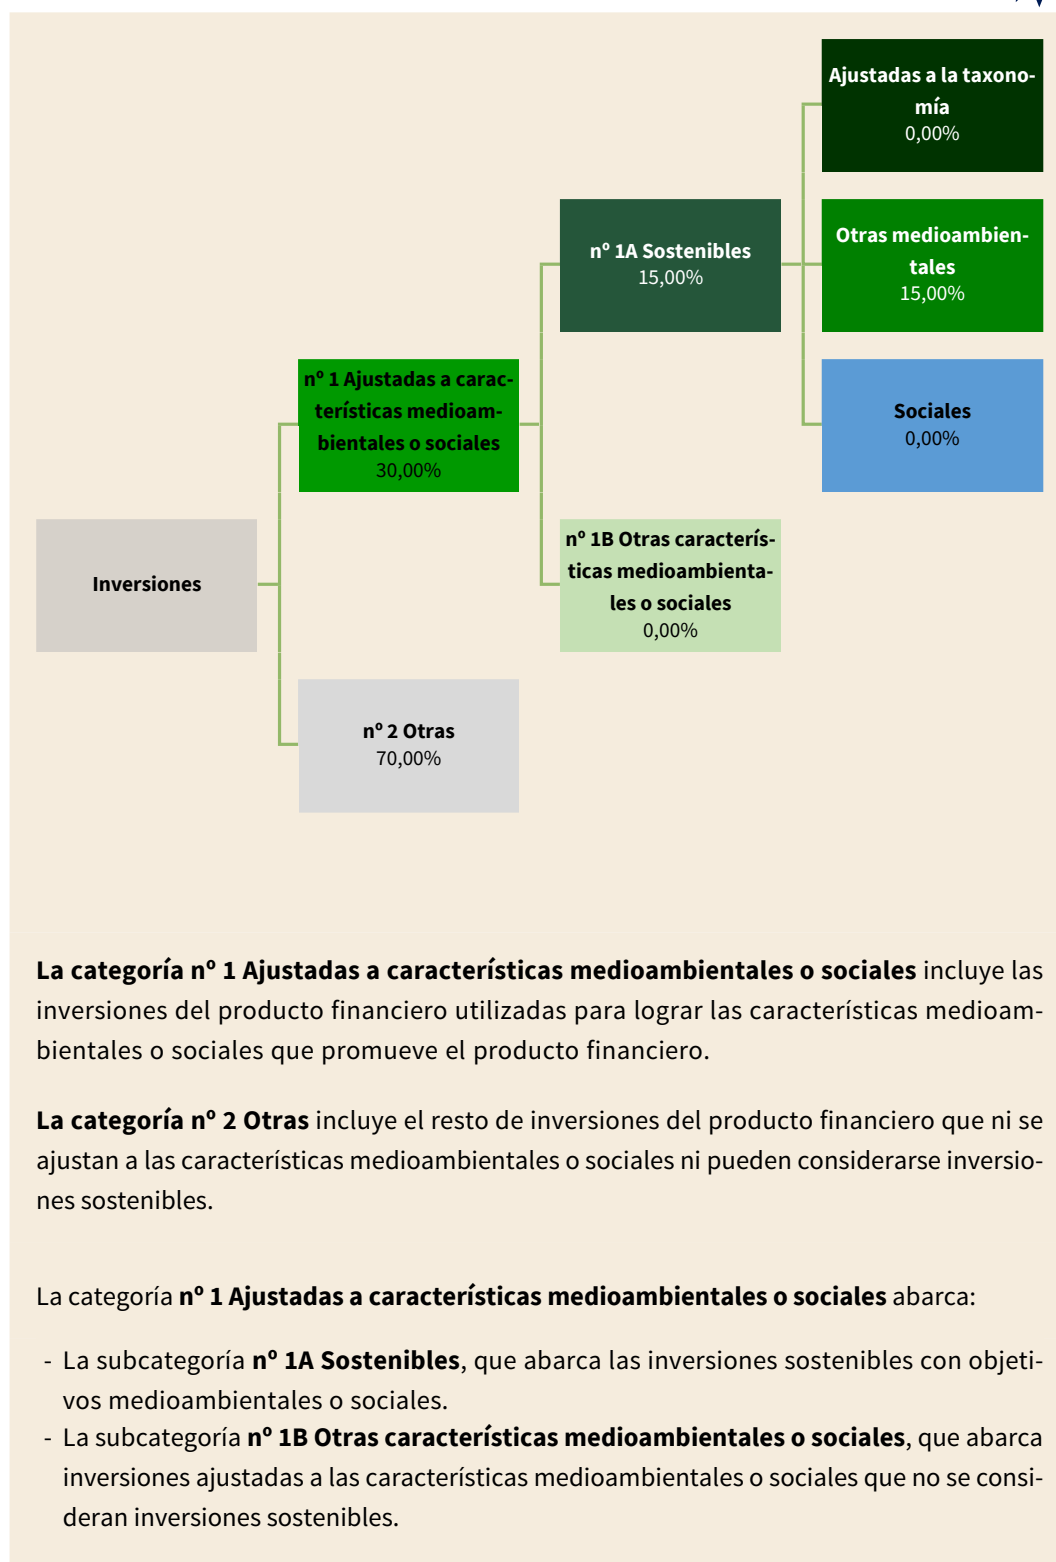 Ajustadas a la taxono-
mía
0,00%
nº 1A Sostenibles
15,00%
Otras medioambien-
tales
15,00%
nº 1 Ajustadas a carac-
terísticas medioam-
bientales o sociales
30,00%
Sociales
0,00%
Inversiones
nº 1B Otras caracterís-
ticas medioambienta-
les o sociales
0,00%
nº 2 Otras
70,00%
La categoría nº 1 Ajustadas a características medioambientales o sociales incluye las
inversiones del producto financiero utilizadas para lograr las características medioam-
bientales o sociales que promueve el producto financiero.
La categoría nº 2 Otras incluye el resto de inversiones del producto financiero que ni se
ajustan a las características medioambientales o sociales ni pueden considerarse inversio-
nes sostenibles.
La categoría nº 1 Ajustadas a características medioambientales o sociales abarca:
- La subcategoría nº 1A Sostenibles, que abarca las inversiones sostenibles con objeti-
vos medioambientales o sociales.
- La subcategoría nº 1B Otras características medioambientales o sociales, que abarca
inversiones ajustadas a las características medioambientales o sociales que no se consi-
deran inversiones sostenibles.